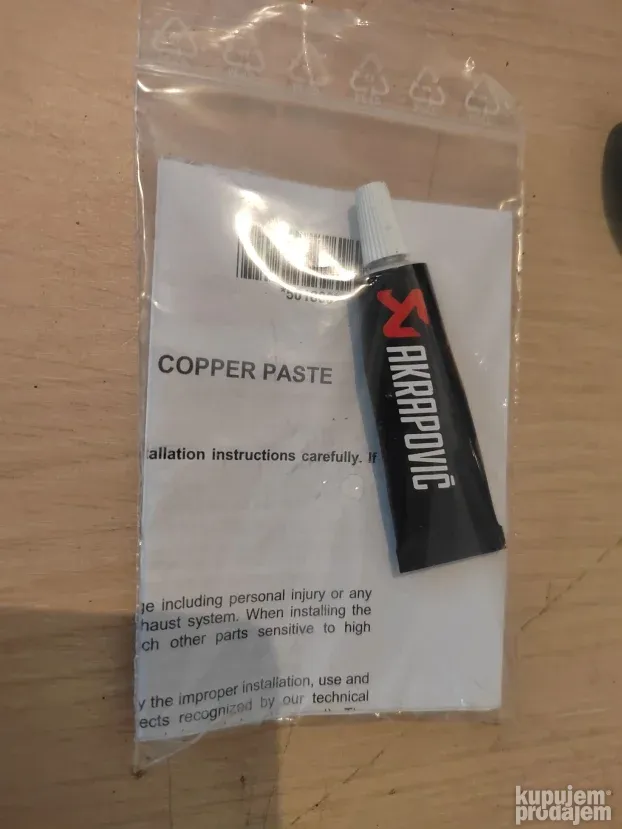 COPPER PASTE
AKRAPOVIČ
allation instructions carefully. If
ge including personal injury or any
haust system. When installing the
ch other parts sensitive to high
y the improper installation, use and
ects recognized by our technical
kupujem
prodajem